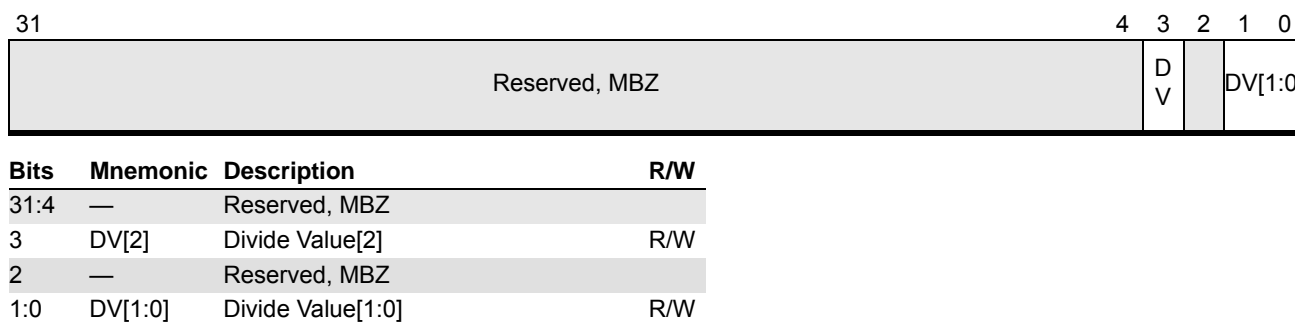 31 4 3 2 1 0
Reserved, MBZ D V DV[1:0
Bits Mnemonic Description R/W
31:4 — Reserved, MBZ
3 DV[2] Divide Value[2] R/W
2 — Reserved, MBZ
1:0 DV[1:0] Divide Value[1:0] R/W